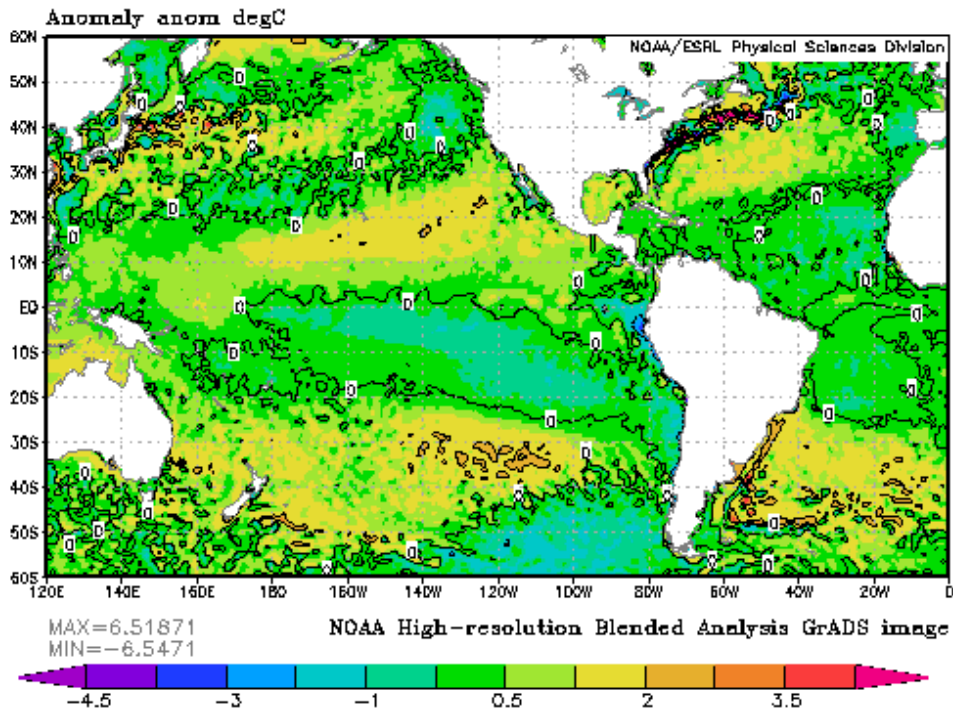 Anomaly anom degC
NOAA/ESRL Physical Sciences Division
60N
50N
40N
30N
20N
10N
EQ
10S
20S
30S
40S
50S
60S
120E 140E 160E 180 160W 140W 120W 100W 80W 60W 40W 20W 0
MAX=6.51871
MIN=-6.5471
NOAA High-resolution Blended Analysis GrADS image
-4.5 -3 -1 0.5 2 3.5